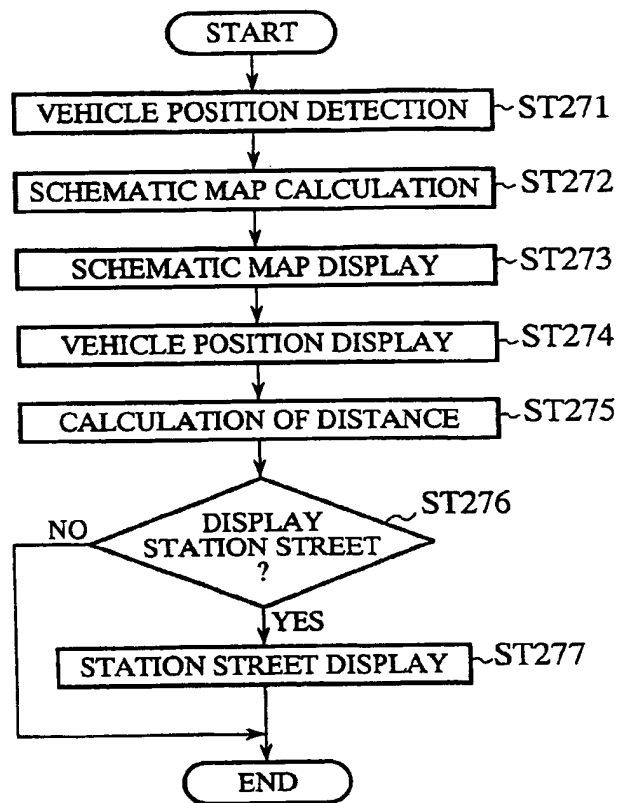 START
VEHICLE POSITION DETECTION
ST271
SCHEMATIC MAP CALCULATION
ST272
SCHEMATIC MAP DISPLAY
ST273
VEHICLE POSITION DISPLAY
ST274
CALCULATION OF DISTANCE
ST275
ST276
DISPLAY
STATION STREET
?
NO
YES
STATION STREET DISPLAY
ST277
END